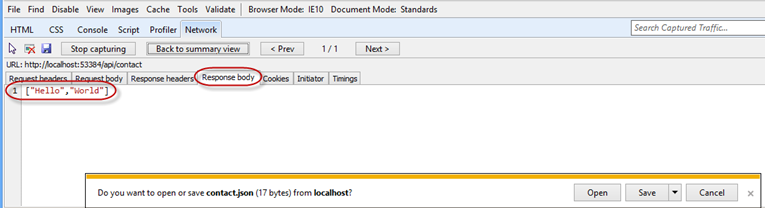 File Find Disable View Images Cache Tools Validate Browser Mode: IE10 Document Mode: Standards
HTML CSS Console Script Profiler Network Search Captured Traffic...
Stop capturing Back to summary view < Prev 1 / 1 Next >
URL: http://localhost:53384/api/contact
Request headers Request body Response headers Response body Cookies Initiator Timings
1 ["Hello","World"]
Do you want to open or save contact.json (17 bytes) from localhost? Open Save Cancel ×